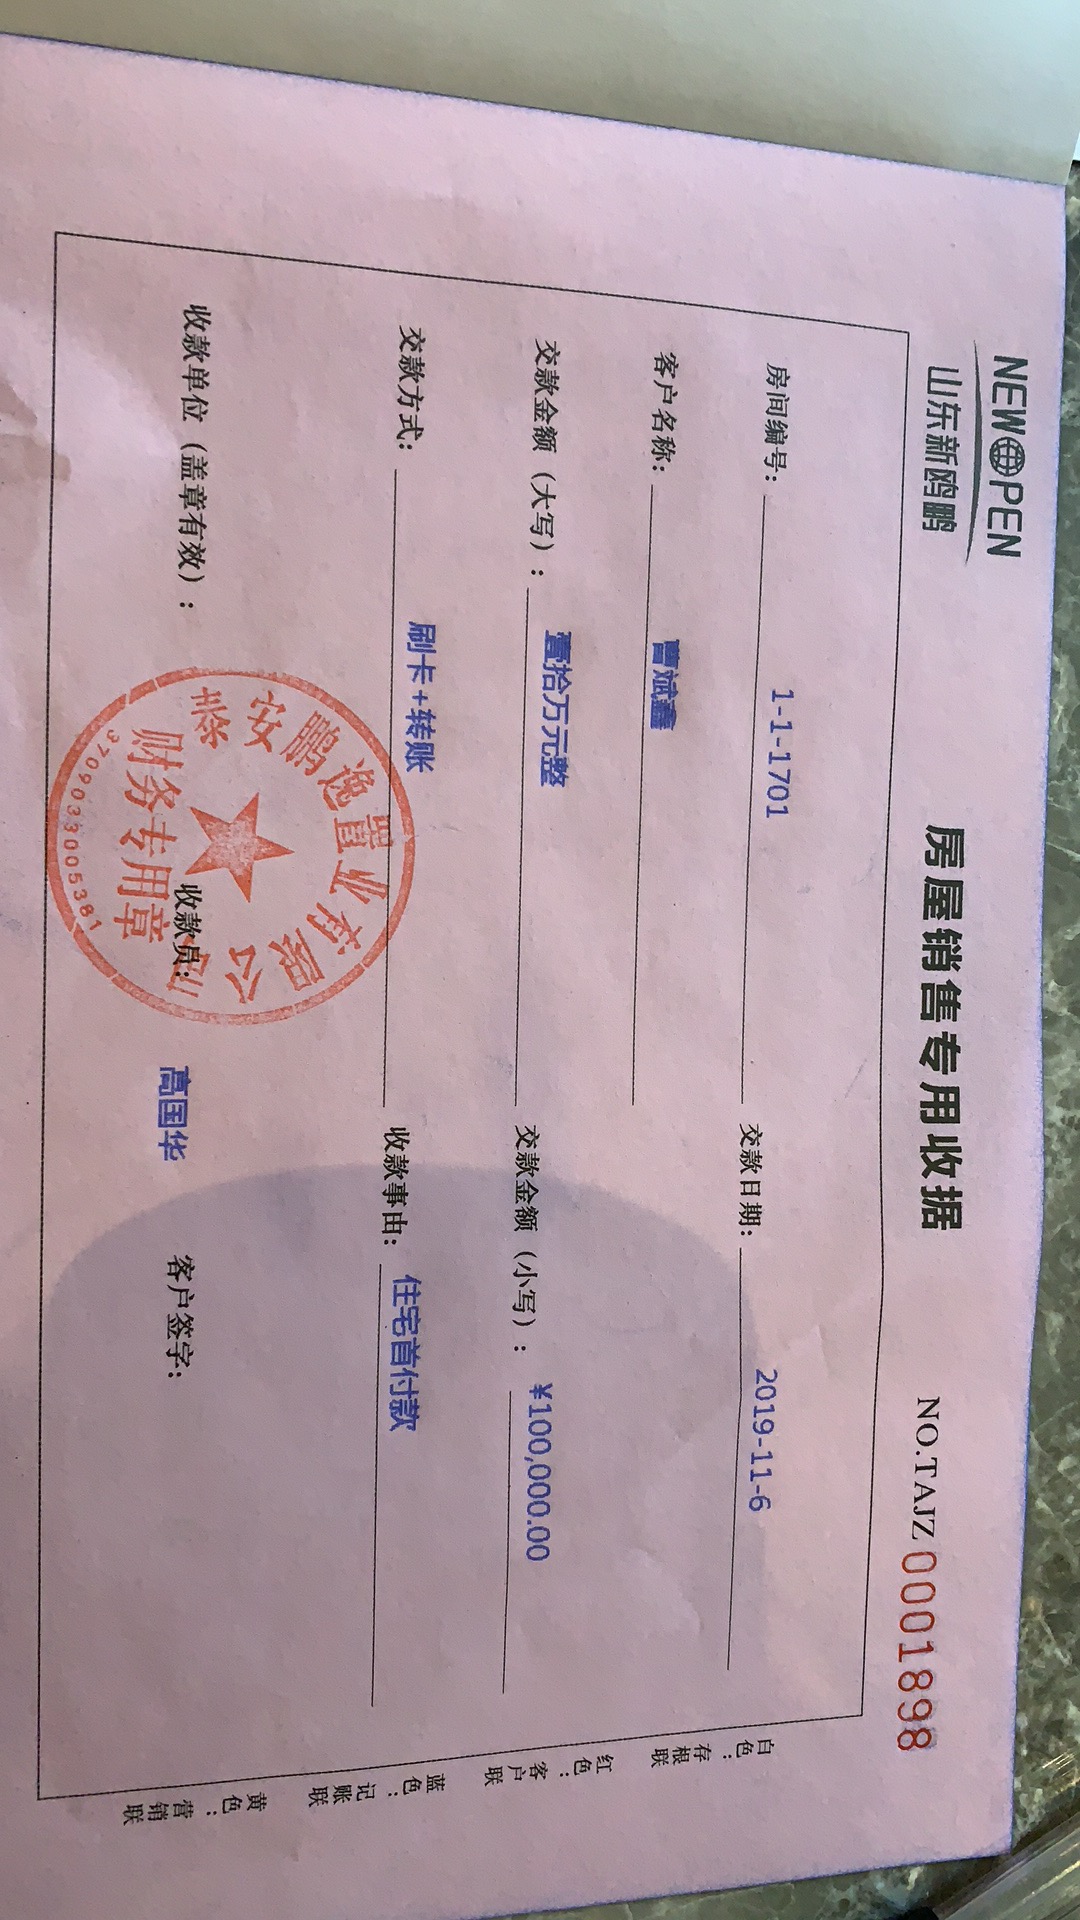 NEW OPEN
山东新鸥鹏
房屋销售专用收据
NO.TAJZ 0001898
房间编号: 1-1-1701 交款日期: 2019-11-6
客户名称: 曹斌鑫
交款金额（大写）: 壹拾万元整 交款金额（小写）: ¥100,000.00
交款方式: 刷卡+转账 收款事由: 住宅首付款
收款单位（盖章有效）: 收款员: 高国华 客户签字:
泰安鹏逸置业有限公司
财务专用章
3709033005381
白色:存根联
红色:客户联
蓝色:记账联
黄色:营销联